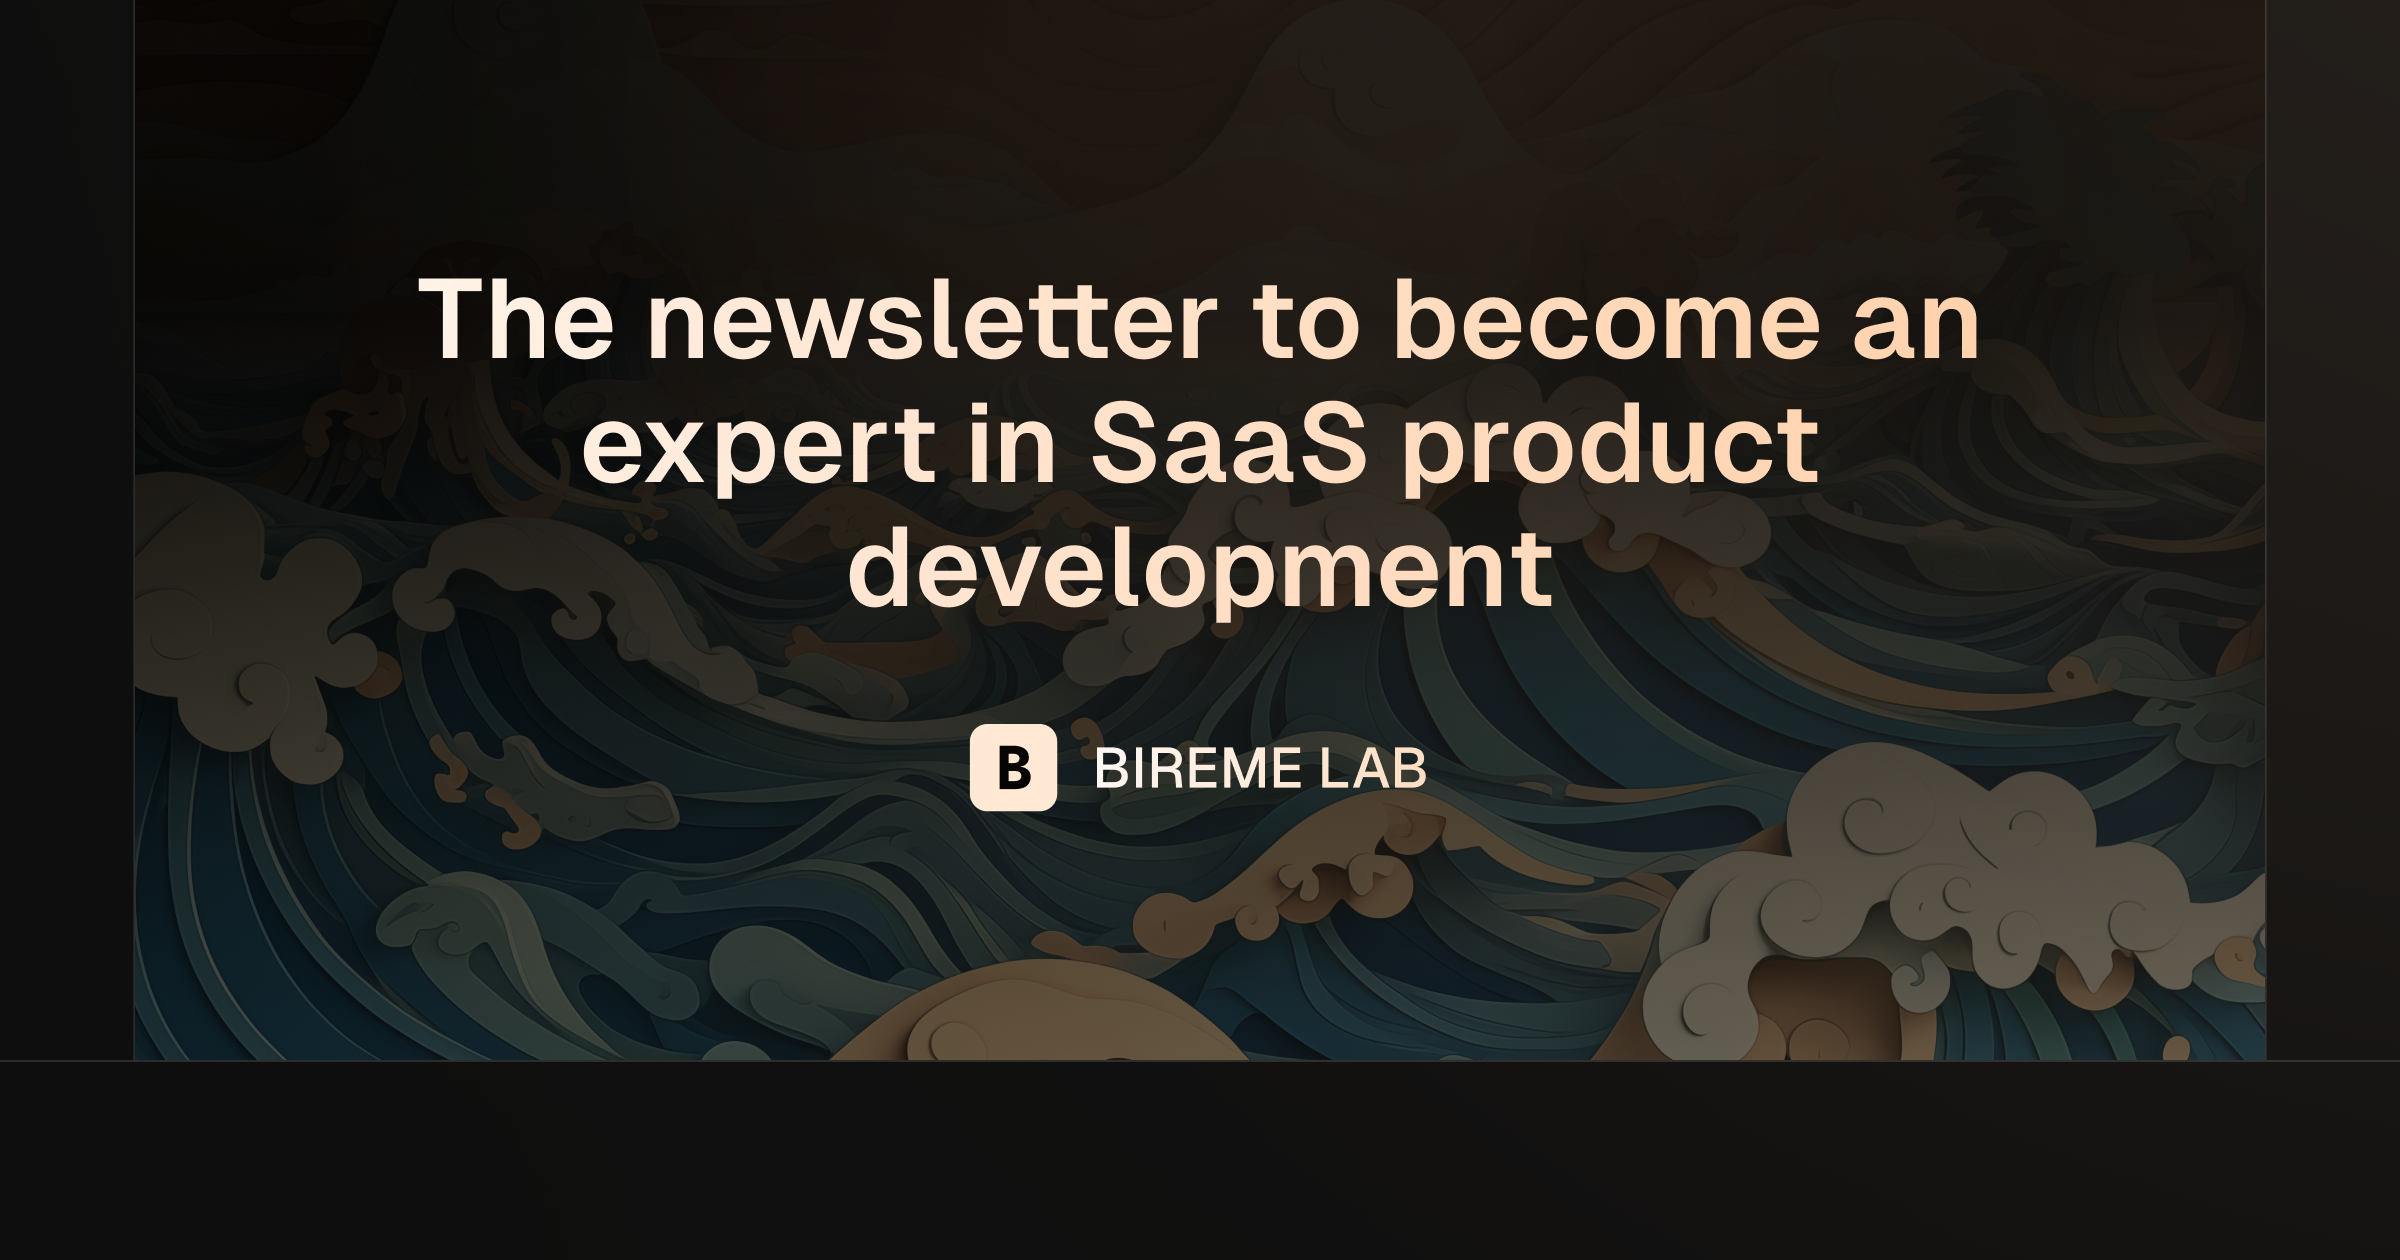 The newsletter to become an
expert in SaaS product
development
B BIREME LAB